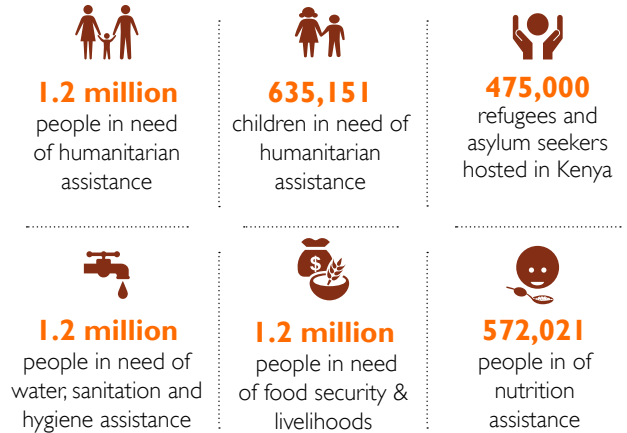 1.2 million
people in need
of humanitarian
assistance
635,151
children in need of
humanitarian
assistance
475,000
refugees and
asylum seekers
hosted in Kenya
1.2 million
people in need of
water, sanitation and
hygiene assistance
$
1.2 million
people in need
of food security &
livelihoods
572,021
people in of
nutrition
assistance